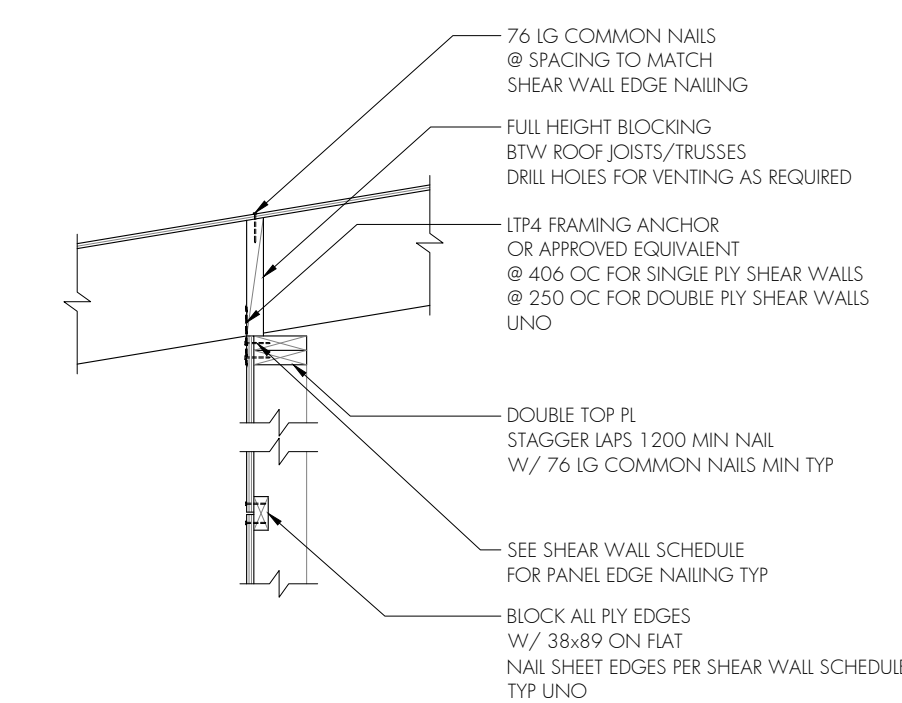 76 LG COMMON NAILS
@ SPACING TO MATCH
SHEAR WALL EDGE NAILING
FULL HEIGHT BLOCKING
BTW ROOF JOISTS/TRUSSES
DRILL HOLES FOR VENTING AS REQUIRED
LTP4 FRAMING ANCHOR
OR APPROVED EQUIVALENT
@ 406 OC FOR SINGLE PLY SHEAR WALLS
@ 250 OC FOR DOUBLE PLY SHEAR WALLS
UNO
DOUBLE TOP PL
STAGGER LAPS 1200 MIN NAIL
W/ 76 LG COMMON NAILS MIN TYP
SEE SHEAR WALL SCHEDULE
FOR PANEL EDGE NAILING TYP
BLOCK ALL PLY EDGES
W/ 38x89 ON FLAT
NAIL SHEET EDGES PER SHEAR WALL SCHEDULE
TYP UNO